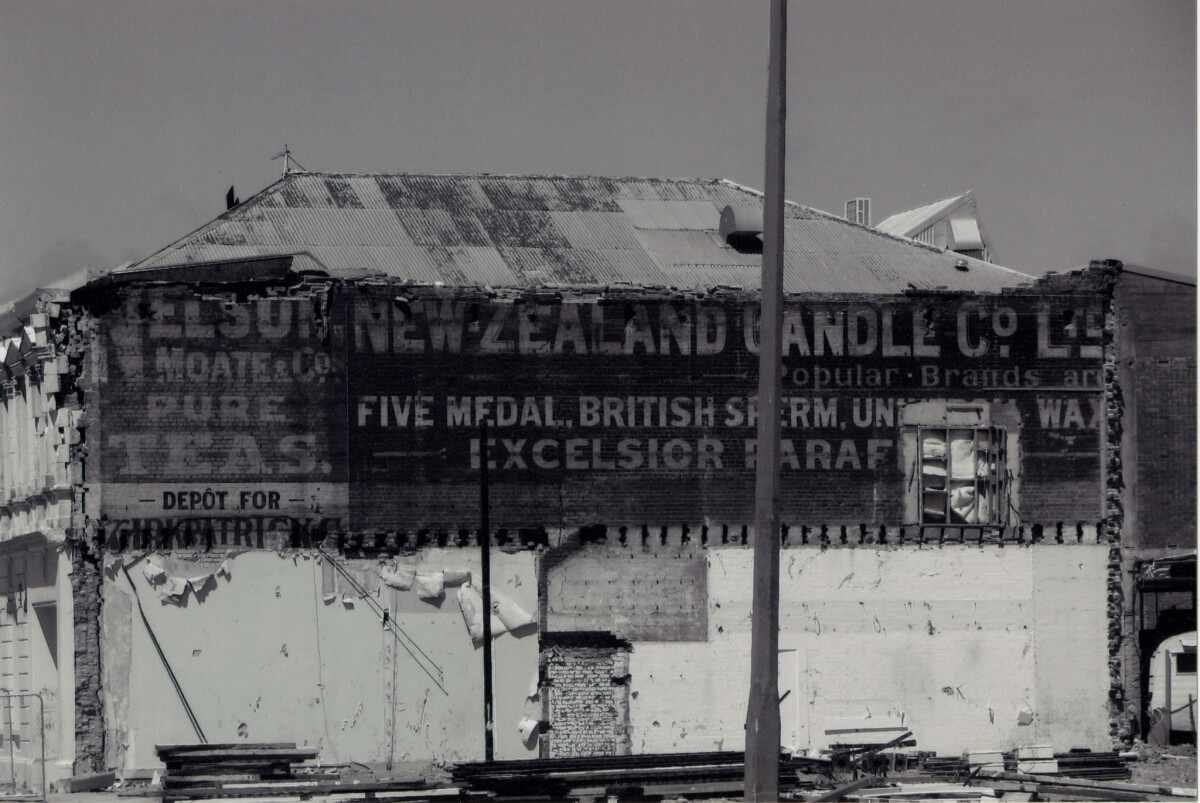 NELSON
MOATE & Co.
PURE
TEAS.
– DEPÔT FOR –
KIRKPATRICK'S
NEW-ZEALAND CANDLE Co. LTD
Popular · Brands are
FIVE MEDAL, BRITISH SPERM, WAX
EXCELSIOR PARAF